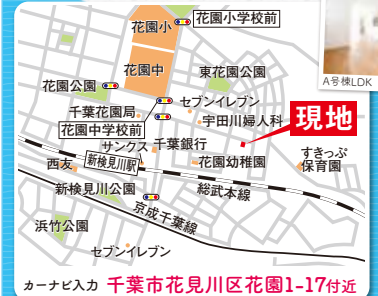 花園小学校前
花園小
A号棟LDK
花園中
東花園公園
花園公園
千葉花園局
セブンイレブン
花園中学校前
宇田川婦人科
現地
サンクス
千葉銀行
西友
新検見川駅
花園幼稚園
すきっぷ
保育園
新検見川公園
総武本線
京成千葉線
浜竹公園
セブンイレブン
カーナビ入力 千葉市花見川区花園1-17付近